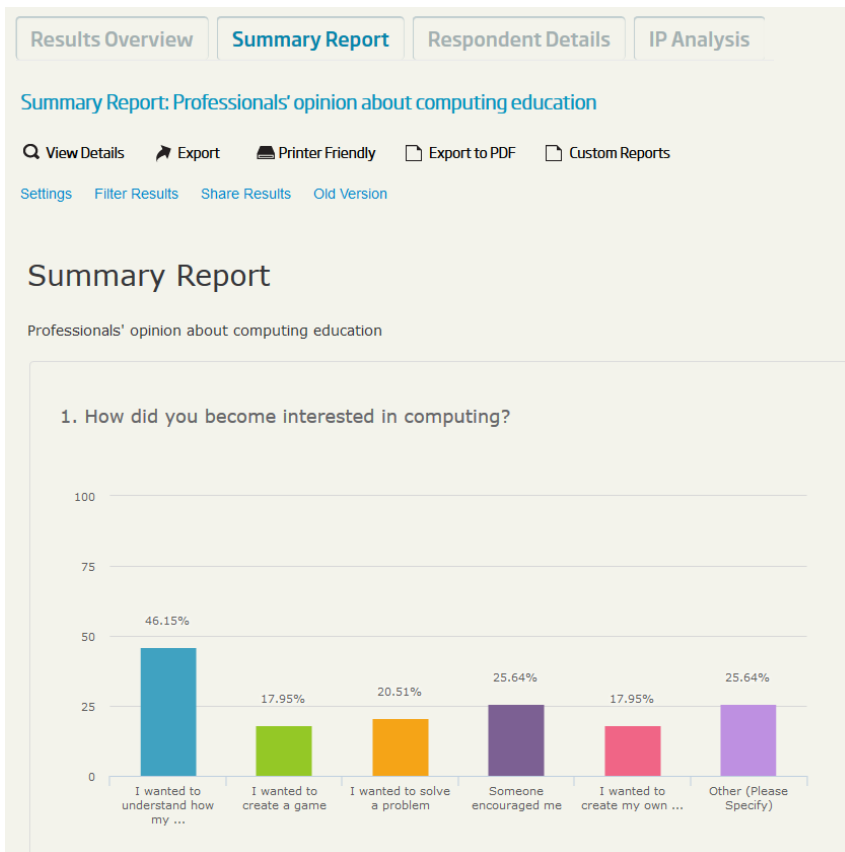 Results Overview Summary Report Respondent Details IP Analysis
Summary Report: Professionals' opinion about computing education
View Details Export Printer Friendly Export to PDF Custom Reports
Settings Filter Results Share Results Old Version
Summary Report
Professionals' opinion about computing education
1. How did you become interested in computing?
100
75
46.15%
50
25.64% 25.64%
17.95% 20.51% 17.95%
25
0
I wanted to I wanted to I wanted to solve Someone I wanted to Other (Please
understand how create a game a problem encouraged me create my own ... Specify)
my ...